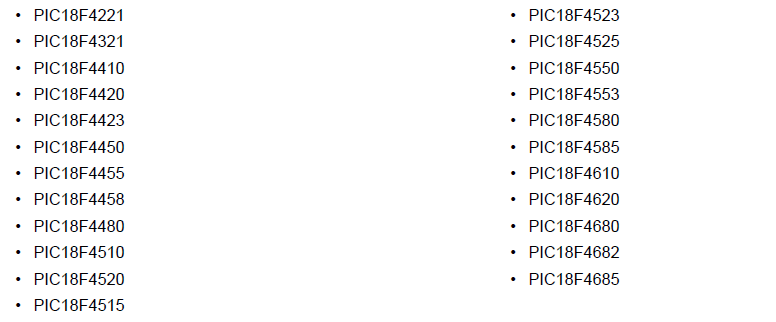 • PIC18F4221
• PIC18F4321
• PIC18F4410
• PIC18F4420
• PIC18F4423
• PIC18F4450
• PIC18F4455
• PIC18F4458
• PIC18F4480
• PIC18F4510
• PIC18F4520
• PIC18F4515
• PIC18F4523
• PIC18F4525
• PIC18F4550
• PIC18F4553
• PIC18F4580
• PIC18F4585
• PIC18F4610
• PIC18F4620
• PIC18F4680
• PIC18F4682
• PIC18F4685